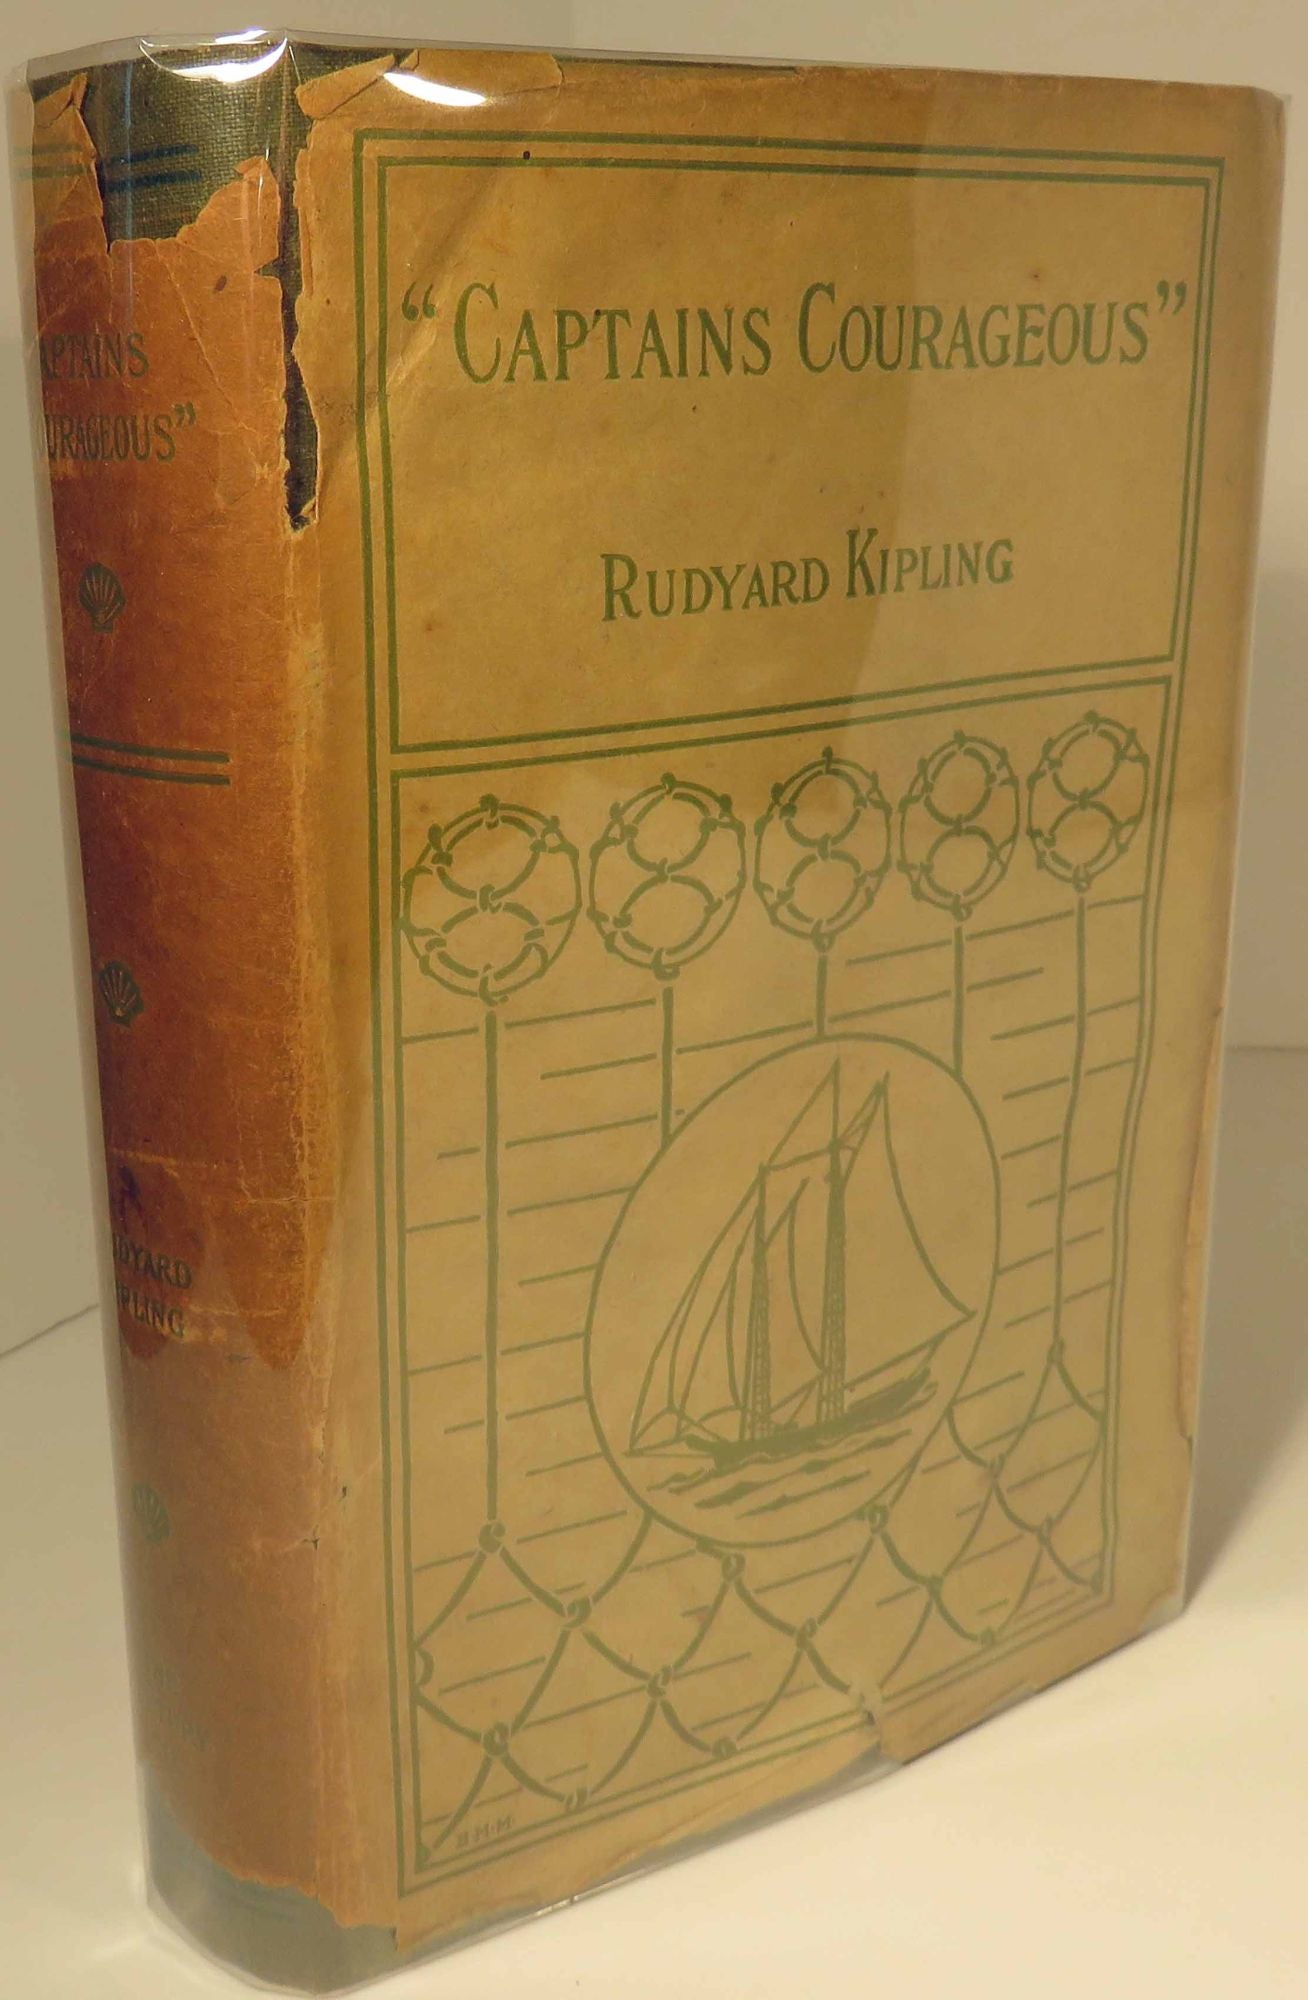 “CAPTAINS COURAGEOUS”
RUDYARD KIPLING
APTAINS
OURAGEOUS”
UDYARD
IPLING